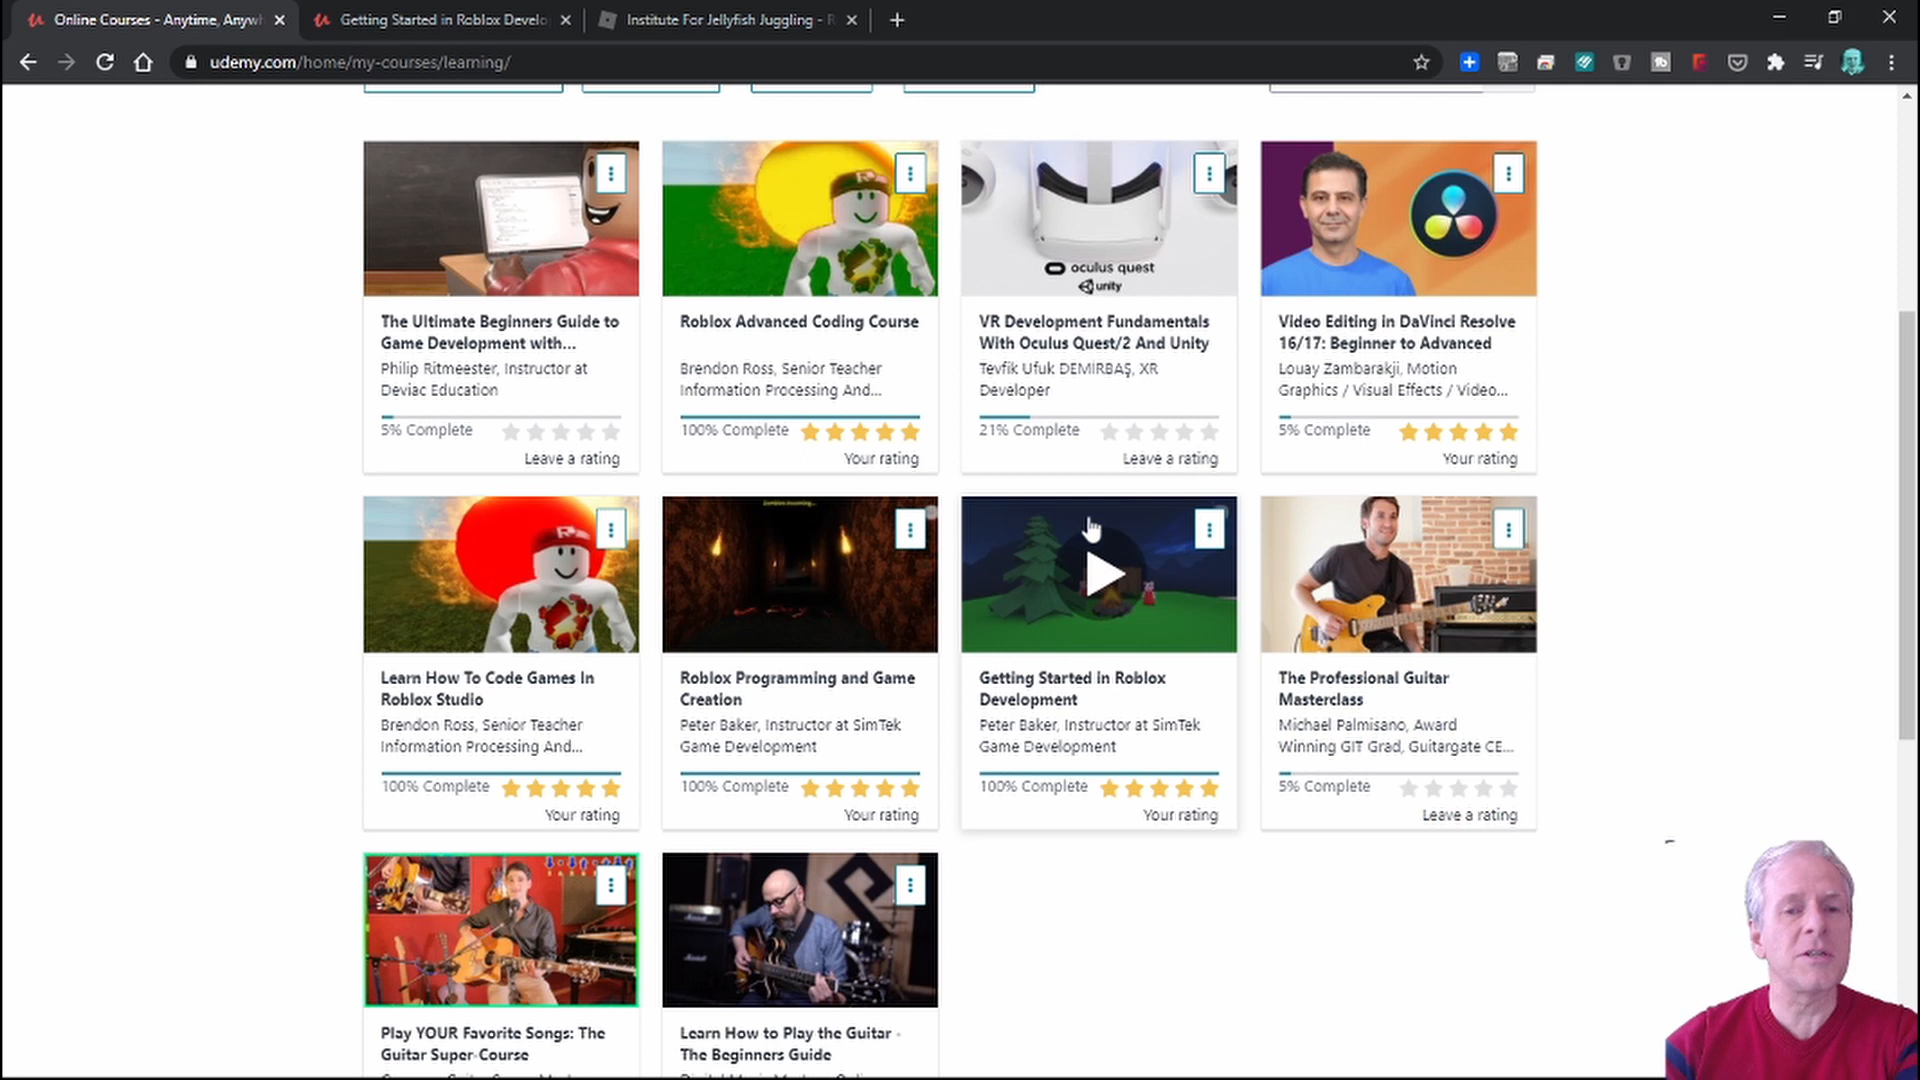 Online Courses - Anytime, Anywh
Getting Started in Roblox Develo
Institute For Jellyfish Juggling - R
udemy.com/home/my-courses/learning/
oculus quest
unity
The Ultimate Beginners Guide to
Game Development with...
Philip Ritmeester, Instructor at
Deviac Education
5% Complete
Leave a rating
Roblox Advanced Coding Course
Brendon Ross, Senior Teacher
Information Processing And...
100% Complete
Your rating
VR Development Fundamentals
With Oculus Quest/2 And Unity
Tevfik Ufuk DEMİRBAŞ, XR
Developer
21% Complete
Leave a rating
Video Editing in DaVinci Resolve
16/17: Beginner to Advanced
Louay Zambarakji, Motion
Graphics / Visual Effects / Video...
5% Complete
Your rating
Learn How To Code Games In
Roblox Studio
Brendon Ross, Senior Teacher
Information Processing And...
100% Complete
Your rating
Roblox Programming and Game
Creation
Peter Baker, Instructor at SimTek
Game Development
100% Complete
Your rating
Getting Started in Roblox
Development
Peter Baker, Instructor at SimTek
Game Development
100% Complete
Your rating
The Professional Guitar
Masterclass
Michael Palmisano, Award
Winning GIT Grad, Guitargate CE...
5% Complete
Leave a rating
Play YOUR Favorite Songs: The
Guitar Super-Course
Learn How to Play the Guitar -
The Beginners Guide